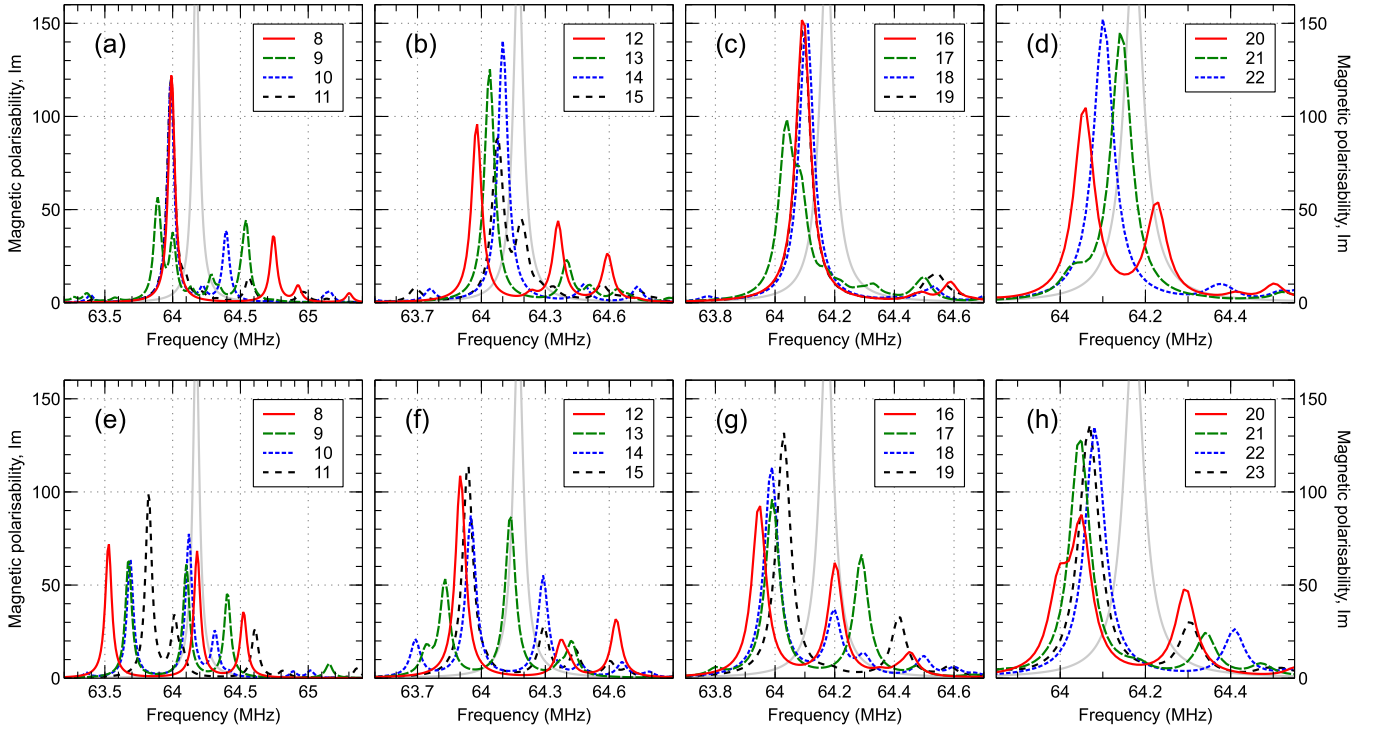 (a)
8
9
10
11
Magnetic polarisability, Im
0
50
100
150
63.5 64 64.5 65
Frequency (MHz)
(b)
12
13
14
15
63.7 64 64.3 64.6
Frequency (MHz)
(c)
16
17
18
19
63.8 64 64.2 64.4 64.6
Frequency (MHz)
(d)
20
21
22
0
50
100
150
Magnetic polarisability, Im
64 64.2 64.4
Frequency (MHz)
(e)
8
9
10
11
Magnetic polarisability, Im
0
50
100
150
63.5 64 64.5 65
Frequency (MHz)
(f)
12
13
14
15
63.7 64 64.3 64.6
Frequency (MHz)
(g)
16
17
18
19
63.8 64 64.2 64.4 64.6
Frequency (MHz)
(h)
20
21
22
23
0
50
100
150
Magnetic polarisability, Im
64 64.2 64.4
Frequency (MHz)